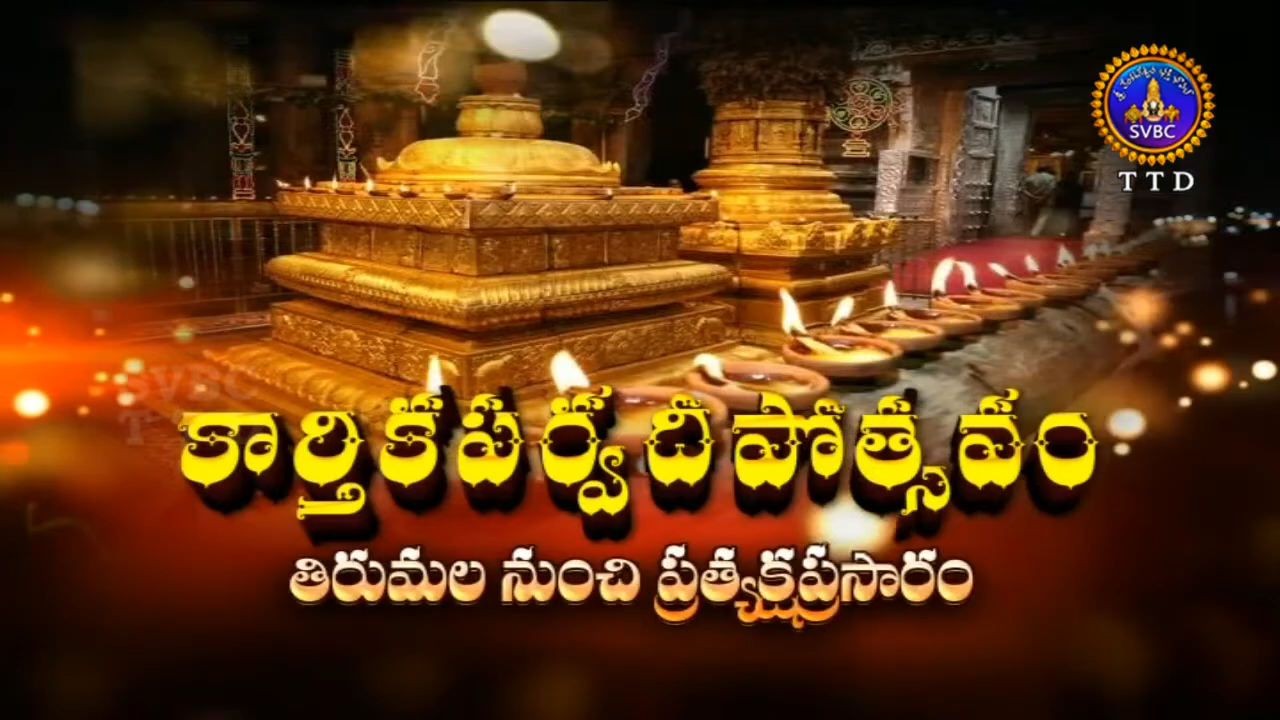 SVBC
TTD
కార్తికపర్వదీపోత్సవం
తిరుమల నుంచి ప్రత్యక్షప్రసారం